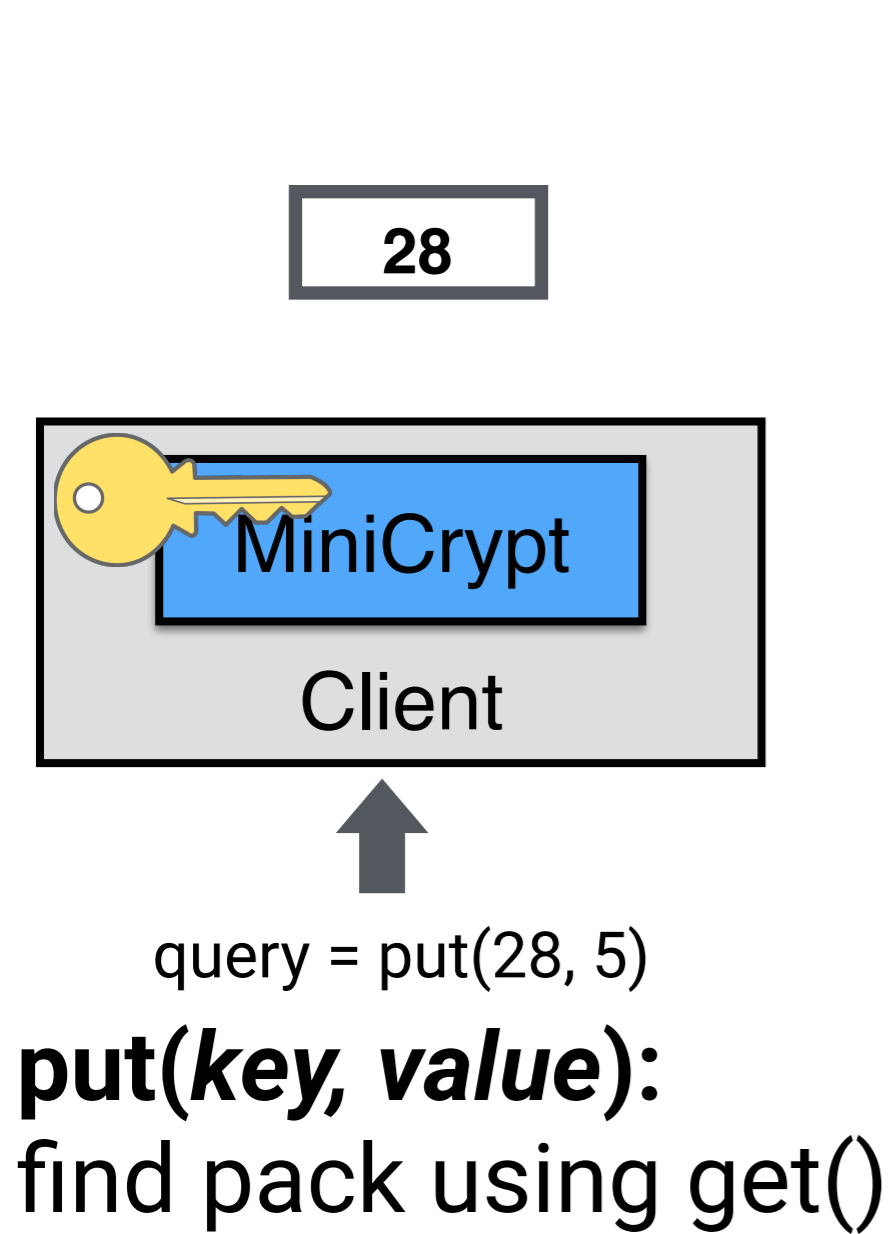 28
MiniCrypt
Client
query = put(28, 5)
put(key, value):
find pack using get()